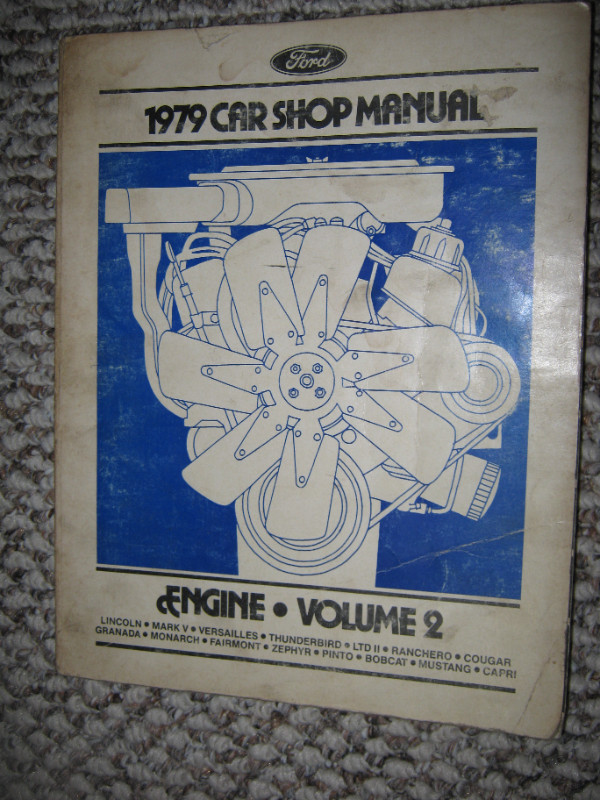 Ford
1979 CAR SHOP MANUAL
ENGINE • VOLUME 2
LINCOLN • MARK V • VERSAILLES • THUNDERBIRD • LTD II • RANCHERO • COUGAR
GRANADA • MONARCH • FAIRMONT • ZEPHYR • PINTO • BOBCAT • MUSTANG • CAPRI